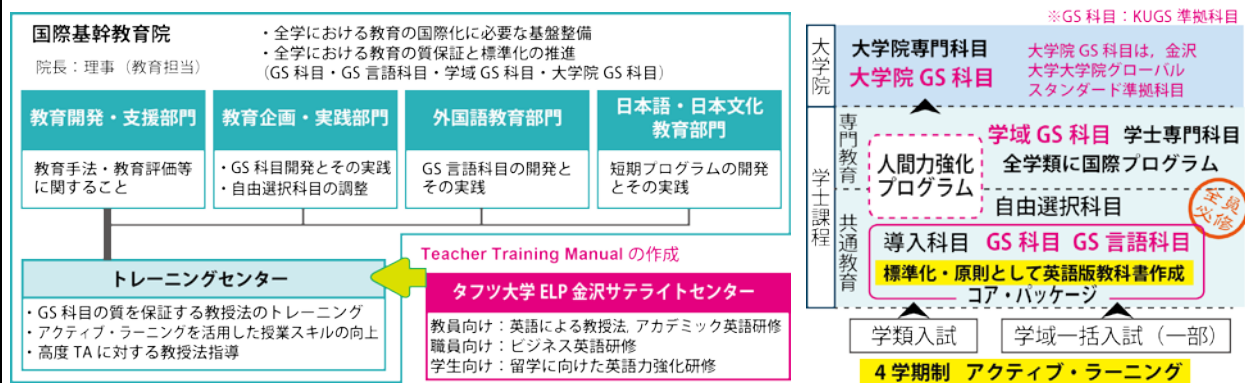 国際基幹教育院
院長：理事（教育担当）
・全学における教育の国際化に必要な基盤整備
・全学における教育の質保証と標準化の推進
（GS 科目・GS 言語科目・学域 GS 科目・大学院 GS 科目）
教育開発・支援部門
教育手法・教育評価等
に関すること
教育企画・実践部門
・GS 科目開発とその実践
・自由選択科目の調整
外国語教育部門
GS 言語科目の開発と
その実践
日本語・日本文化
教育部門
短期プログラムの開発
とその実践
トレーニングセンター
・GS 科目の質を保証する教授法のトレーニング
・アクティブ・ラーニングを活用した授業スキルの向上
・高度 TA に対する教授法指導
Teacher Training Manual の作成
タフツ大学 ELP 金沢サテライトセンター
教員向け：英語による教授法, アカデミック英語研修
職員向け：ビジネス英語研修
学生向け：留学に向けた英語力強化研修
※GS 科目：KUGS 準拠科目
大学院
大学院専門科目
大学院 GS 科目
大学院 GS 科目は，金沢
大学大学院グローバル
スタンダード準拠科目
学士課程
専門教育
人間力強化
プログラム
学域 GS 科目 学士専門科目
全学類に国際プログラム
自由選択科目
全員
必修
共通教育
導入科目 GS 科目 GS 言語科目
標準化・原則として英語版教科書作成
コア・パッケージ
学類入試
学域一括入試（一部）
4 学期制 アクティブ・ラーニング